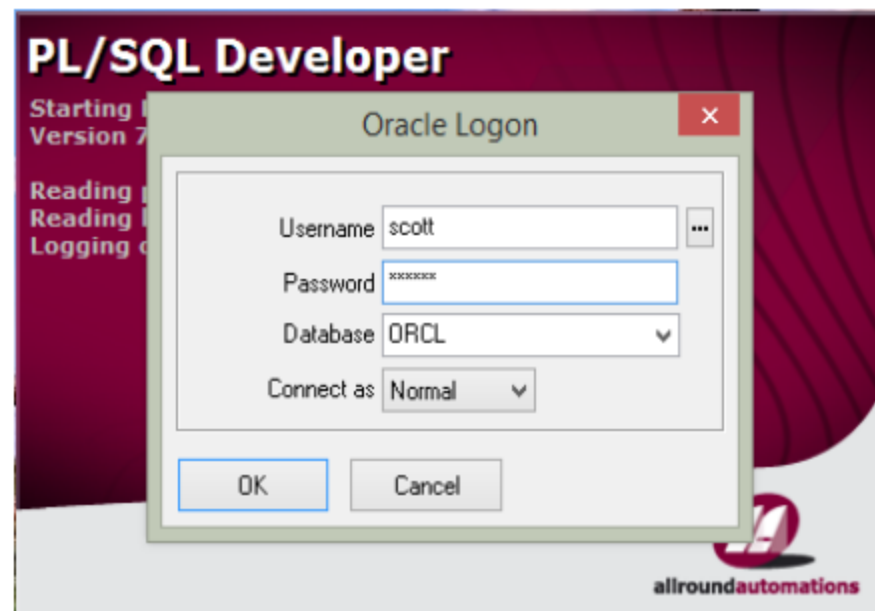 PL/SQL Developer
Starting
Version 7
Reading
Reading
Logging
Oracle Logon
Username scott
Password ******
Database ORCL
Connect as Normal
OK Cancel
allroundautomations